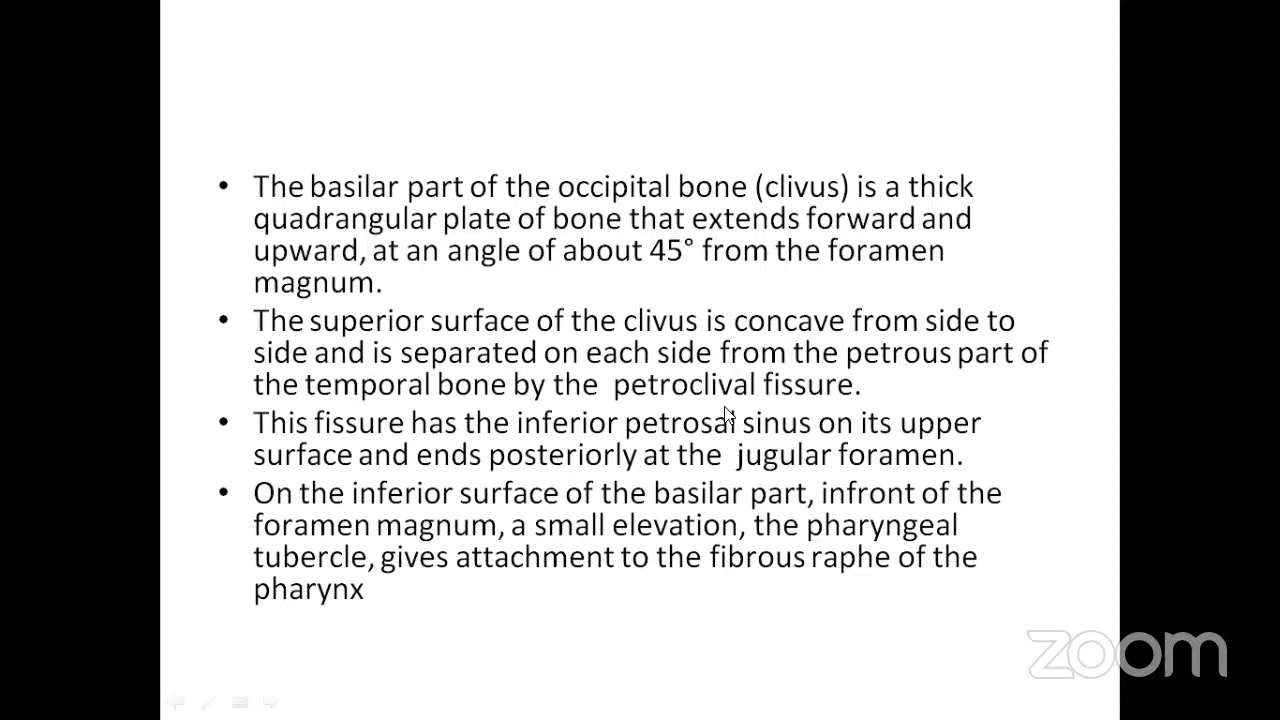 • The basilar part of the occipital bone (clivus) is a thick
quadrangular plate of bone that extends forward and
upward, at an angle of about 45° from the foramen
magnum.
• The superior surface of the clivus is concave from side to
side and is separated on each side from the petrous part of
the temporal bone by the  petroclival fissure.
• This fissure has the inferior petrosal sinus on its upper
surface and ends posteriorly at the  jugular foramen.
• On the inferior surface of the basilar part, infront of the
foramen magnum, a small elevation, the pharyngeal
tubercle, gives attachment to the fibrous raphe of the
pharynx
zoom